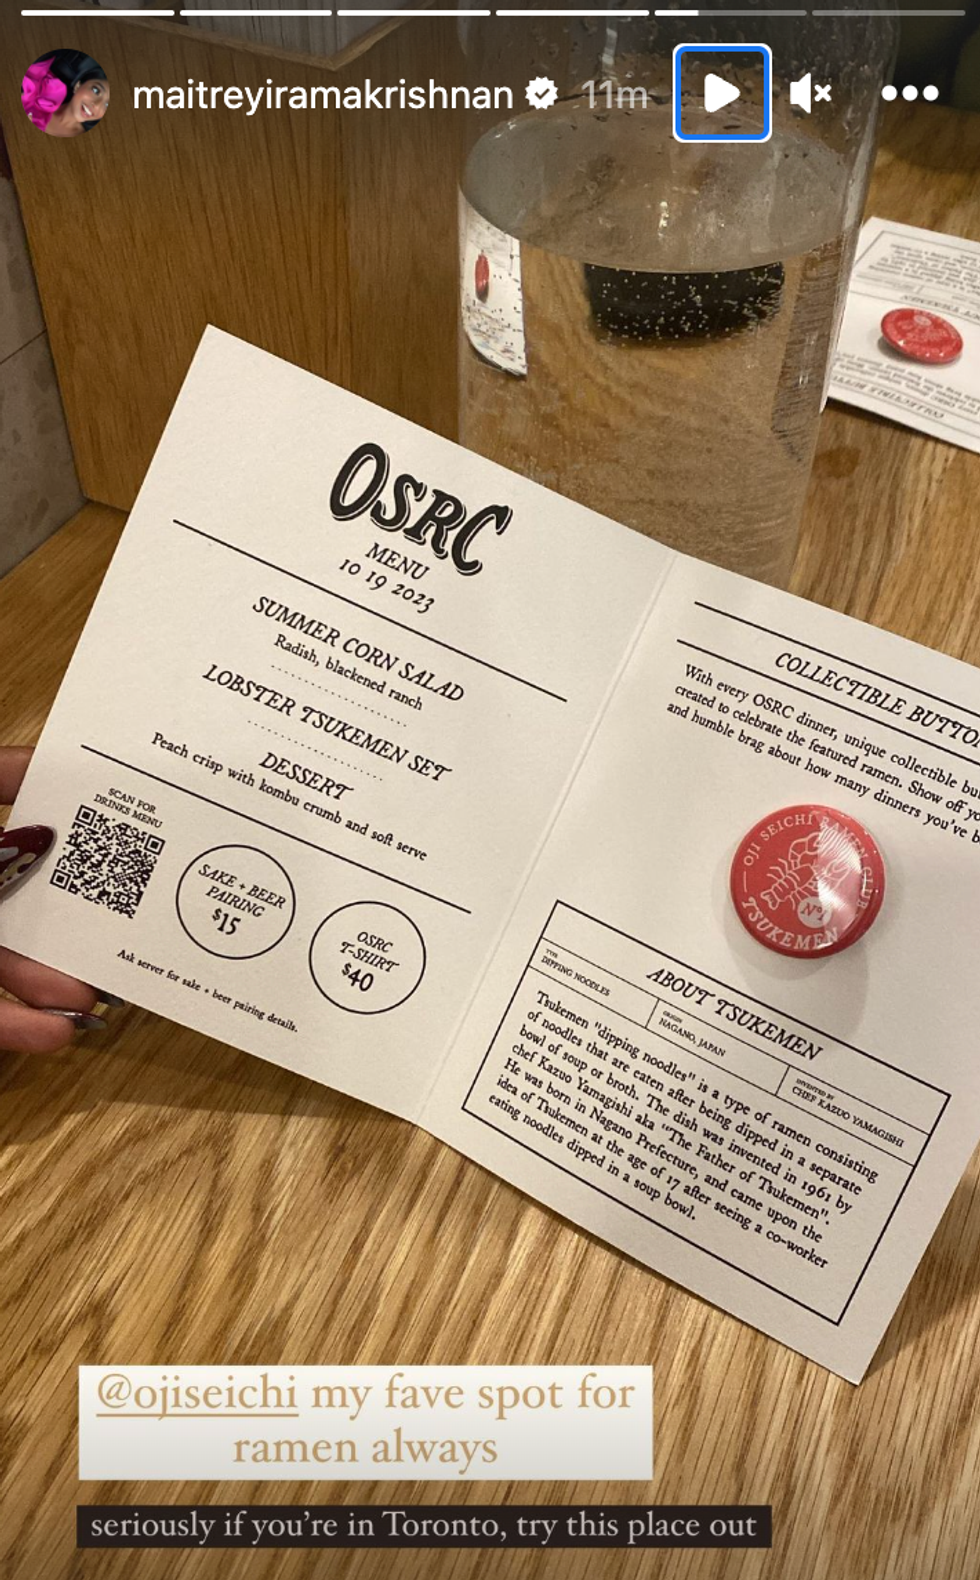 maitreyiramakrishnan 11m
OSRC
MENU
10 19 2023
SUMMER CORN SALAD
Radish, blackened ranch
LOBSTER TSUKEMEN SET
DESSERT
Peach crisp with kombu crumb and soft serve
SCAN FOR
DRINKS MENU
SAKE + BEER
PAIRING
$15
OSRC
T-SHIRT
$40
Ask server for sake + beer pairing details.
COLLECTIBLE
With every OSRC dinner, unique collectible
created to celebrate the featured ramen. Show off
and humble brag about how many dinners you've
OJI SEICHI RAMEN CLUB
Nº1
TSUKEMEN
ABOUT TSUKEMEN
TYPE
DIPPING NOODLES
ORIGIN
NAGANO, JAPAN
INVENTED BY
CHEF KAZUO YAMAGISHI
Tsukemen "dipping noodles" is a type of ramen consisting
of noodles that are eaten after being dipped in a separate
bowl of soup or broth. The dish was invented in 1961 by
chef Kazuo Yamagishi aka "The Father of Tsukemen".
He was born in Nagano Prefecture, and came upon the
idea of Tsukemen at the age of 17 after seeing a co-worker
eating noodles dipped in a soup bowl.
@ojiseichi my fave spot for
ramen always
seriously if you're in Toronto, try this place out